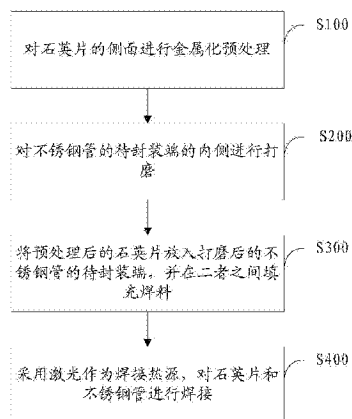 S100
对石英片的侧面进行金属化预处理
S200
对不锈钢管的待封装端的内侧进行打
磨
S300
将预处理后的石英片放入打磨后的不
锈钢管的待封装端，并在二者之间填
充焊料
S400
采用激光作为焊接热源，对石英片和
不锈钢管进行焊接